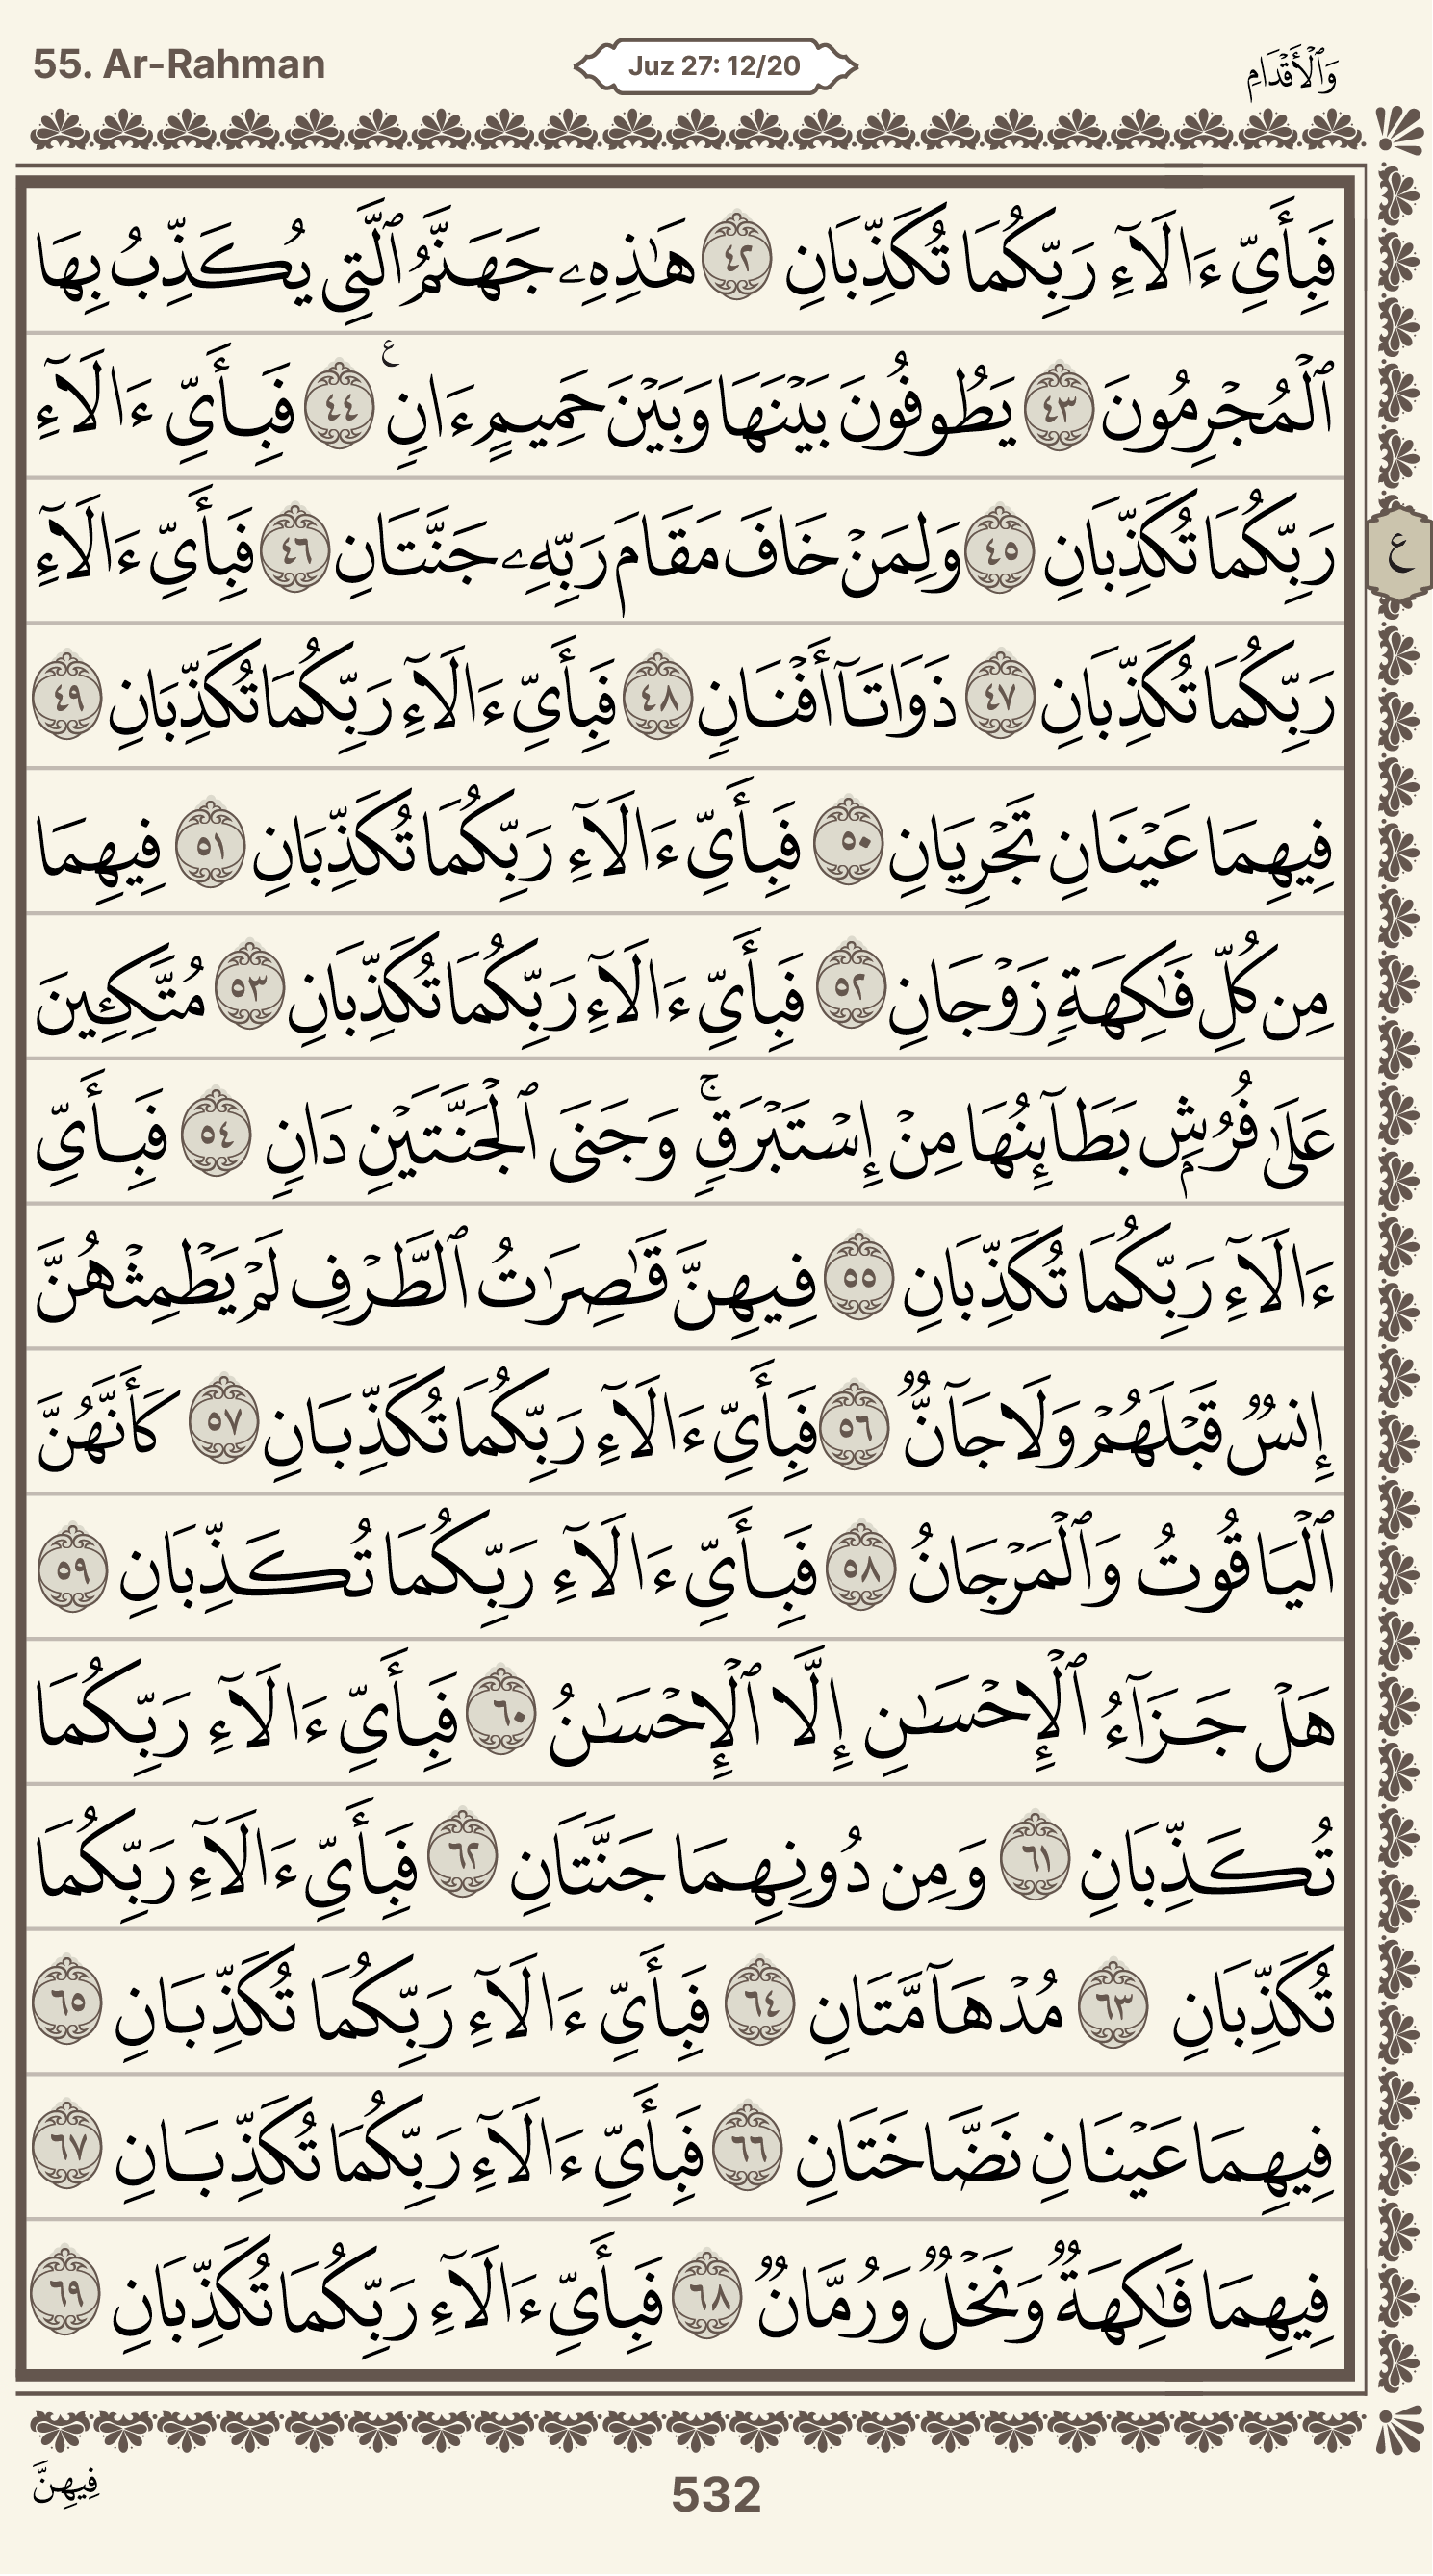 55. Ar-Rahman
Juz 27: 12/20
وَٱلْأَقْدَامِ
فَبِأَيِّ ءَالَآءِ رَبِّكُمَا تُكَذِّبَانِ ٤٢ هَٰذِهِۦ جَهَنَّمُ ٱلَّتِي يُكَذِّبُ بِهَا
ٱلْمُجْرِمُونَ ٤٣ يَطُوفُونَ بَيْنَهَا وَبَيْنَ حَمِيمٍ ءَانٍ ۚ ع ٤٤ فَبِأَيِّ ءَالَآءِ
رَبِّكُمَا تُكَذِّبَانِ ٤٥ وَلِمَنْ خَافَ مَقَامَ رَبِّهِۦ جَنَّتَانِ ٤٦ فَبِأَيِّ ءَالَآءِ
ع
رَبِّكُمَا تُكَذِّبَانِ ٤٧ ذَوَاتَآ أَفْنَانٍ ٤٨ فَبِأَيِّ ءَالَآءِ رَبِّكُمَا تُكَذِّبَانِ ٤٩
فِيهِمَا عَيْنَانِ تَجْرِيَانِ ٥٠ فَبِأَيِّ ءَالَآءِ رَبِّكُمَا تُكَذِّبَانِ ٥١ فِيهِمَا
مِن كُلِّ فَٰكِهَةٍ زَوْجَانِ ٥٢ فَبِأَيِّ ءَالَآءِ رَبِّكُمَا تُكَذِّبَانِ ٥٣ مُتَّكِـِٔينَ
عَلَىٰ فُرُشٍۭ بَطَآئِنُهَا مِنْ إِسْتَبْرَقٍ ۚ وَجَنَى ٱلْجَنَّتَيْنِ دَانٍ ٥٤ فَبِأَيِّ
ءَالَآءِ رَبِّكُمَا تُكَذِّبَانِ ٥٥ فِيهِنَّ قَٰصِرَٰتُ ٱلطَّرْفِ لَمْ يَطْمِثْهُنَّ
إِنسٌ قَبْلَهُمْ وَلَا جَآنٌّ ٥٦ فَبِأَيِّ ءَالَآءِ رَبِّكُمَا تُكَذِّبَانِ ٥٧ كَأَنَّهُنَّ
ٱلْيَاقُوتُ وَٱلْمَرْجَانُ ٥٨ فَبِأَيِّ ءَالَآءِ رَبِّكُمَا تُكَذِّبَانِ ٥٩
هَلْ جَزَآءُ ٱلْإِحْسَٰنِ إِلَّا ٱلْإِحْسَٰنُ ٦٠ فَبِأَيِّ ءَالَآءِ رَبِّكُمَا
تُكَذِّبَانِ ٦١ وَمِن دُونِهِمَا جَنَّتَانِ ٦٢ فَبِأَيِّ ءَالَآءِ رَبِّكُمَا
تُكَذِّبَانِ ٦٣ مُدْهَآمَّتَانِ ٦٤ فَبِأَيِّ ءَالَآءِ رَبِّكُمَا تُكَذِّبَانِ ٦٥
فِيهِمَا عَيْنَانِ نَضَّاخَتَانِ ٦٦ فَبِأَيِّ ءَالَآءِ رَبِّكُمَا تُكَذِّبَانِ ٦٧
فِيهِمَا فَٰكِهَةٌ وَنَخْلٌ وَرُمَّانٌ ٦٨ فَبِأَيِّ ءَالَآءِ رَبِّكُمَا تُكَذِّبَانِ ٦٩
فِيهِنَّ
532